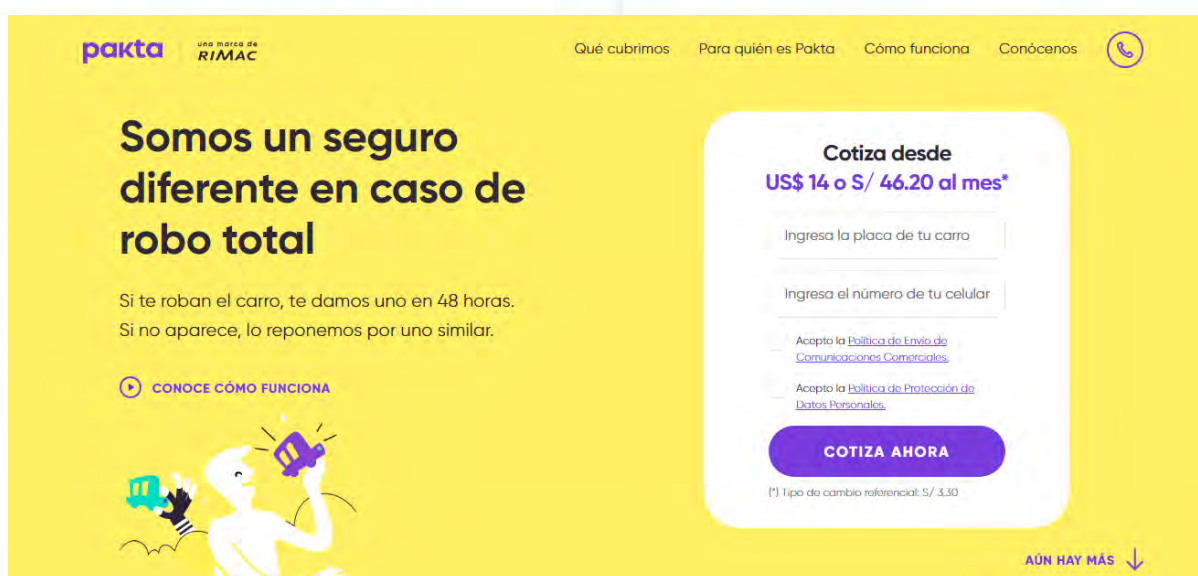 pakta
una marca de
RIMAC
Qué cubrimos Para quién es Pakta Cómo funciona Conócenos
Somos un seguro
diferente en caso de
robo total
Si te roban el carro, te damos uno en 48 horas.
Si no aparece, lo reponemos por uno similar.
CONOCE CÓMO FUNCIONA
Cotiza desde
US$ 14 o S/ 46.20 al mes*
Ingresa la placa de tu carro
Ingresa el número de tu celular
Acepto la Política de Envío de
Comunicaciones Comerciales.
Acepto la Política de Protección de
Datos Personales.
COTIZA AHORA
(*) Tipo de cambio referencial: S/ 3.30
AÚN HAY MÁS